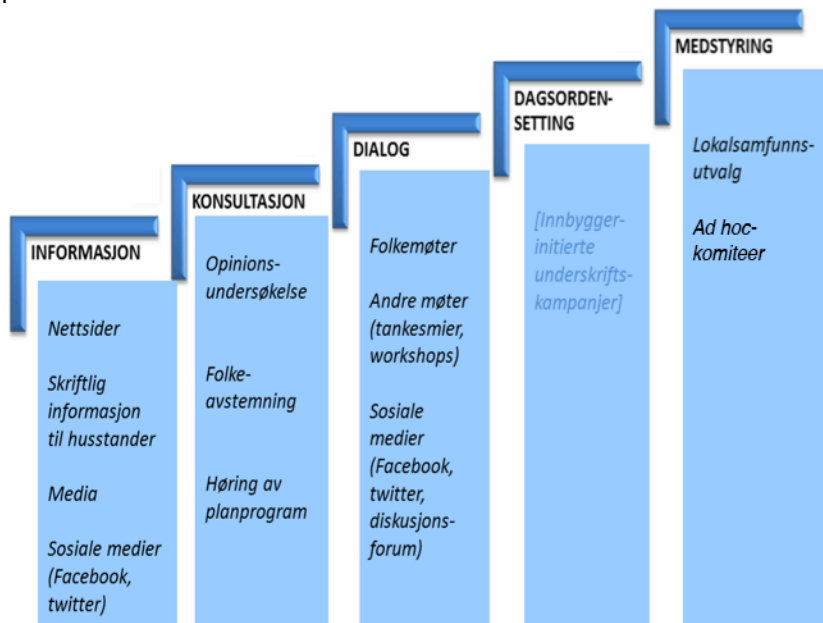 INFORMASJON
Nettsider
Skriftlig
informasjon
til husstander
Media
Sosiale medier
(Facebook,
twitter)
KONSULTASJON
Opinions-
undersøkelse
Folke-
avstemning
Høring av
planprogram
DIALOG
Folkemøter
Andre møter
(tankesmier,
workshops)
Sosiale
medier
(Facebook,
twitter,
diskusjons-
forum)
DAGSORDEN-
SETTING
[Innbygger-
initierte
underskrifts-
kampanjer]
MEDSTYRING
Lokalsamfunns-
utvalg
Ad hoc-
komiteer